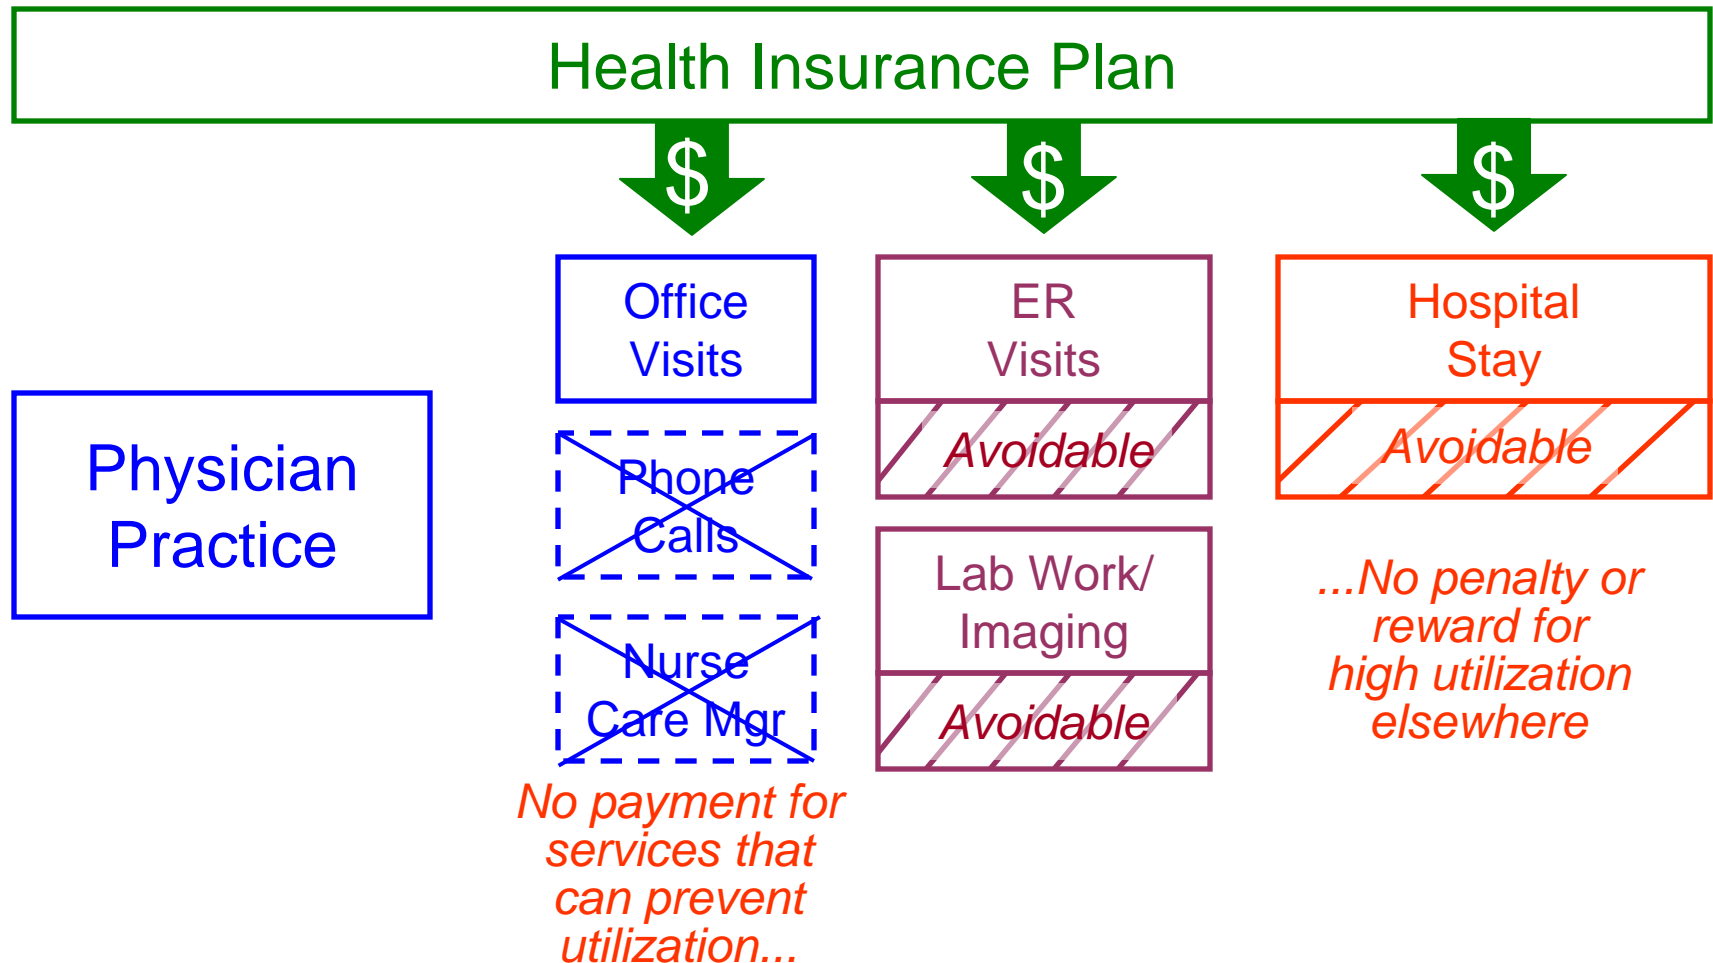 Health Insurance Plan
$
$
$
Physician
Practice
Office
Visits
Phone
Calls
Nurse
Care Mgr
No payment for
services that
can prevent
utilization...
ER
Visits
Avoidable
Lab Work/
Imaging
Avoidable
Hospital
Stay
Avoidable
...No penalty or
reward for
high utilization
elsewhere